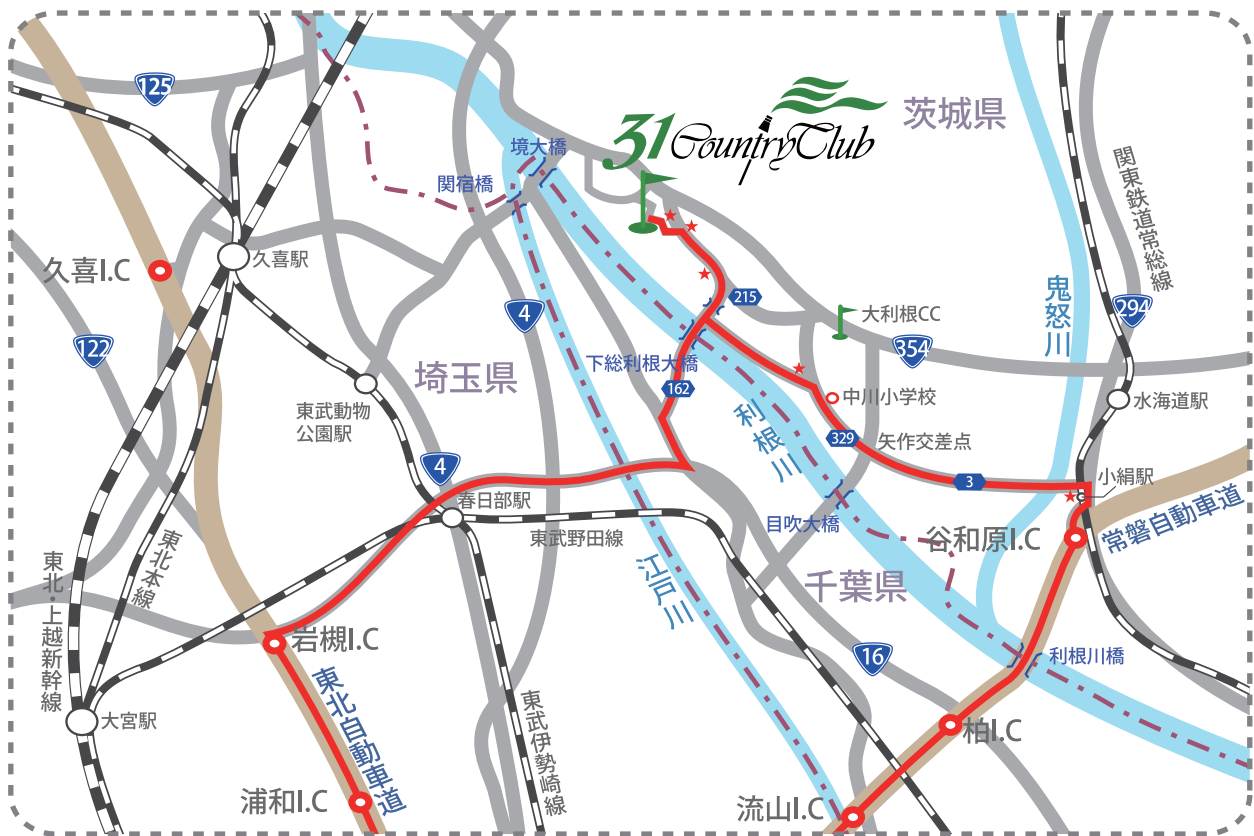 125
31 Country Club
茨城県
境大橋
関宿橋
関東鉄道常総線
久喜駅
久喜I.C
4
215
鬼怒川
294
大利根CC
122
354
埼玉県
下総利根大橋
162
東武動物
公園駅
利根川
中川小学校
水海道駅
329
矢作交差点
4
3
小絹駅
春日部駅
目吹大橋
東武野田線
谷和原I.C
常磐自動車道
東北本線
東北・上越新幹線
江戸川
千葉県
岩槻I.C
16
利根川橋
東北自動車道
東武伊勢崎線
大宮駅
柏I.C
浦和I.C
流山I.C